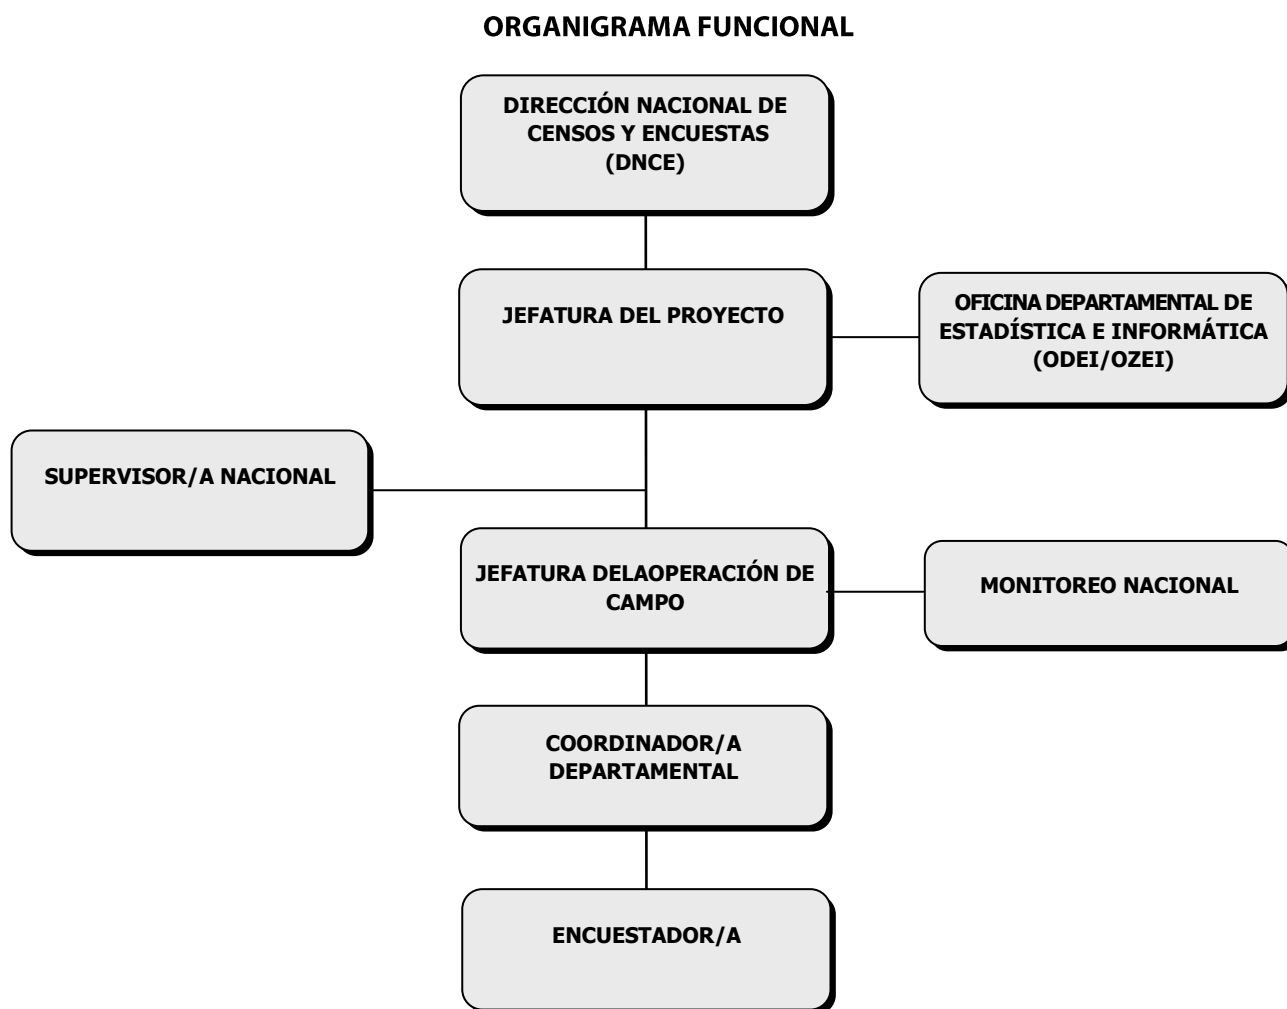 ORGANIGRAMA FUNCIONAL
DIRECCIÓN NACIONAL DE
CENSOS Y ENCUESTAS
(DNCE)
JEFATURA DEL PROYECTO
OFICINA DEPARTAMENTAL DE
ESTADÍSTICA E INFORMÁTICA
(ODEI/OZEI)
SUPERVISOR/A NACIONAL
JEFATURA DELAOPERACIÓN DE
CAMPO
MONITOREO NACIONAL
COORDINADOR/A
DEPARTAMENTAL
ENCUESTADOR/A